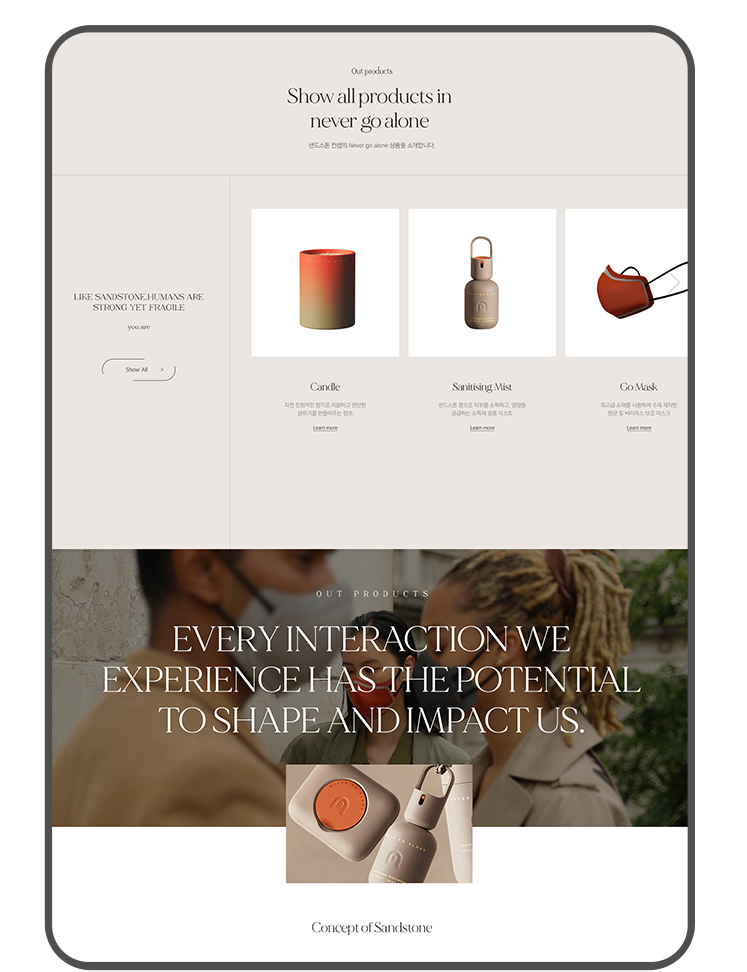 Out products
Show all products in
never go alone
샌드스톤 컨셉의 Never go alone 상품을 소개합니다.
LIKE SANDSTONE,HUMANS ARE
STRONG YET FRAGILE
you are
Show All >
Candle
자연 친화적인 향기로 차분하고 편안한
분위기를 만들어주는 향초
Learn more
Sanitising Mist
샌드스톤 향으로 피부를 소독하고, 영양을
공급하는 소독제 겸용 미스트
Learn more
Go Mask
최고급 소재를 사용하여 수제 제작한
항균 및 바이러스 보호 마스크
Learn more
OUT PRODUCTS
EVERY INTERACTION WE
EXPERIENCE HAS THE POTENTIAL
TO SHAPE AND IMPACT US.
Concept of Sandstone